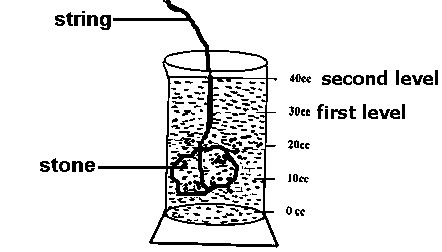 string
40cc second level
30cc first level
20cc
stone
10cc
0 cc